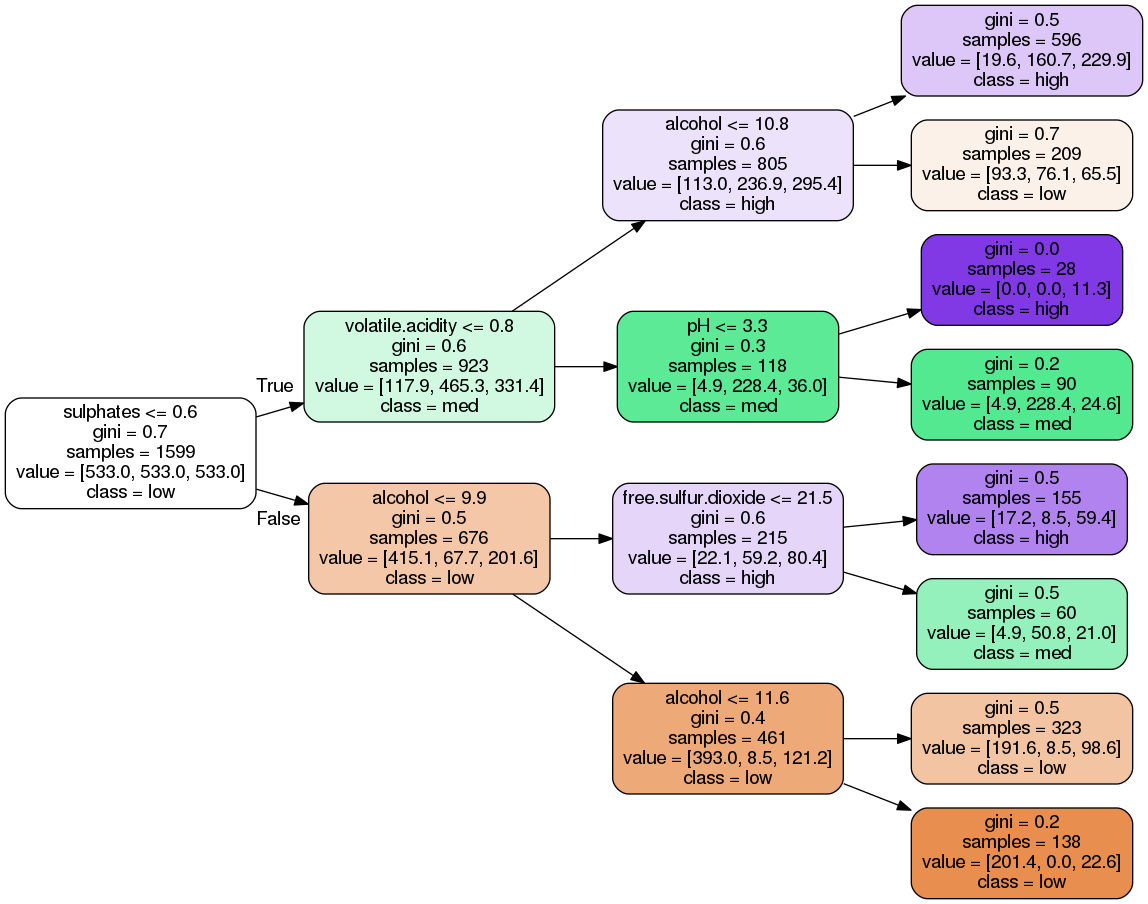 sulphates <= 0.6
gini = 0.7
samples = 1599
value = [533.0, 533.0, 533.0]
class = low
True
False
volatile.acidity <= 0.8
gini = 0.6
samples = 923
value = [117.9, 465.3, 331.4]
class = med
alcohol <= 9.9
gini = 0.5
samples = 676
value = [415.1, 67.7, 201.6]
class = low
alcohol <= 10.8
gini = 0.6
samples = 805
value = [113.0, 236.9, 295.4]
class = high
pH <= 3.3
gini = 0.3
samples = 118
value = [4.9, 228.4, 36.0]
class = med
free.sulfur.dioxide <= 21.5
gini = 0.6
samples = 215
value = [22.1, 59.2, 80.4]
class = high
alcohol <= 11.6
gini = 0.4
samples = 461
value = [393.0, 8.5, 121.2]
class = low
gini = 0.5
samples = 596
value = [19.6, 160.7, 229.9]
class = high
gini = 0.7
samples = 209
value = [93.3, 76.1, 65.5]
class = low
gini = 0.0
samples = 28
value = [0.0, 0.0, 11.3]
class = high
gini = 0.2
samples = 90
value = [4.9, 228.4, 24.6]
class = med
gini = 0.5
samples = 155
value = [17.2, 8.5, 59.4]
class = high
gini = 0.5
samples = 60
value = [4.9, 50.8, 21.0]
class = med
gini = 0.5
samples = 323
value = [191.6, 8.5, 98.6]
class = low
gini = 0.2
samples = 138
value = [201.4, 0.0, 22.6]
class = low